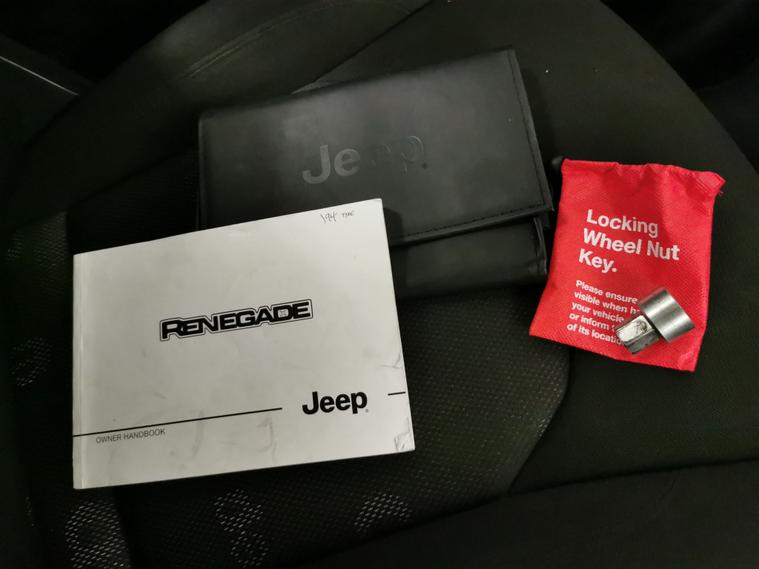 Jeep
194
RENEGADE
Jeep
OWNER HANDBOOK
Locking
Wheel Nut
Key.
Please ensure
visible when
your vehicle
or inform
of its